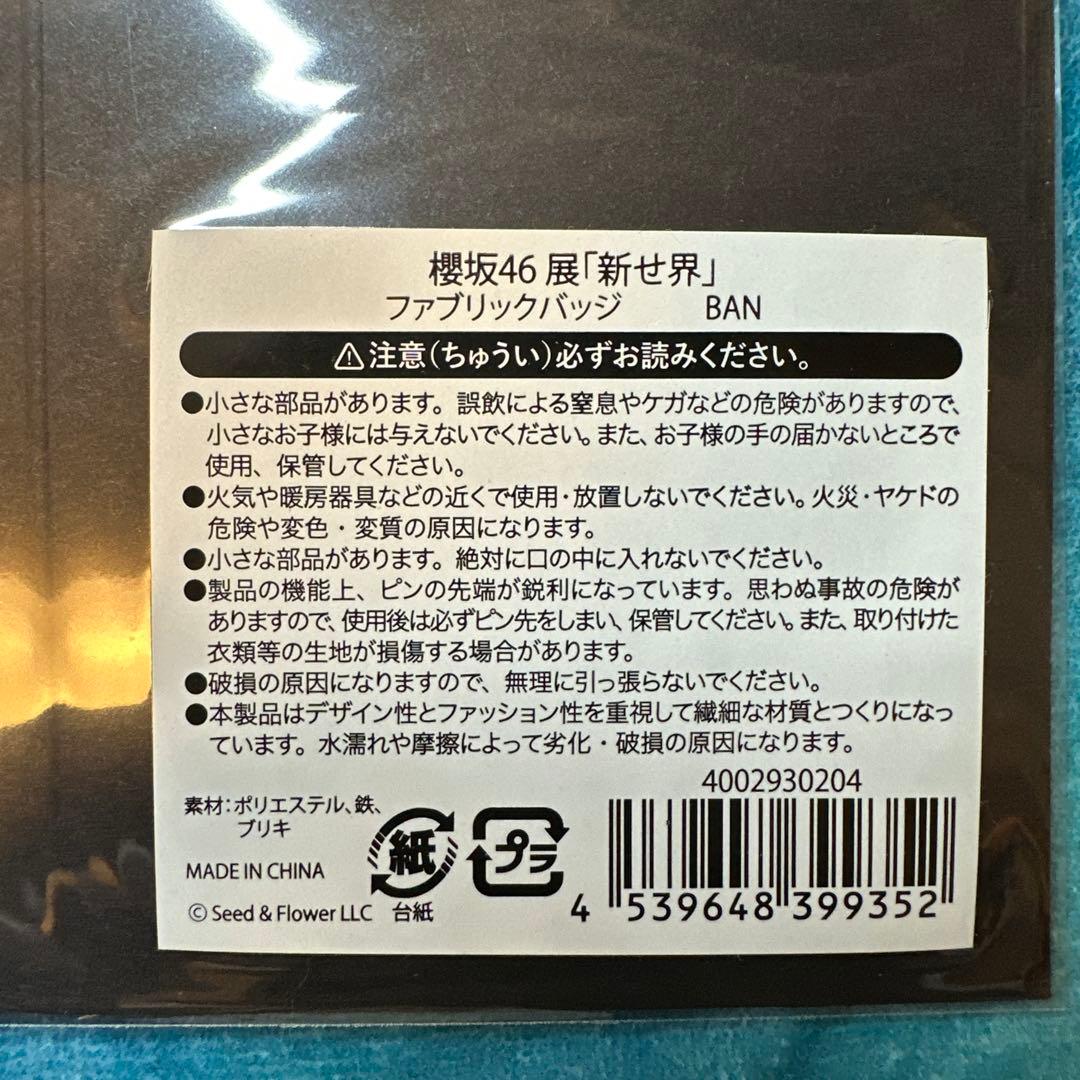 櫻坂46 展「新せ界」
ファブリックバッジ BAN
⚠注意(ちゅうい)必ずお読みください。
●小さな部品があります。誤飲による窒息やケガなどの危険がありますので、
小さなお子様には与えないでください。また、お子様の手の届かないところで
使用、保管してください。
●火気や暖房器具などの近くで使用・放置しないでください。火災・ヤケドの
危険や変色・変質の原因になります。
●小さな部品があります。絶対に口の中に入れないでください。
●製品の機能上、ピンの先端が鋭利になっています。思わぬ事故の危険が
ありますので、使用後は必ずピン先をしまい、保管してください。また、取り付けた
衣類等の生地が損傷する場合があります。
●破損の原因になりますので、無理に引っ張らないでください。
●本製品はデザイン性とファッション性を重視して繊細な材質とつくりになっ
ています。水濡れや摩擦によって劣化・破損の原因になります。
4002930204
素材：ポリエステル、鉄、
ブリキ
紙
プラ
MADE IN CHINA
© Seed & Flower LLC 台紙
4 539648 399352